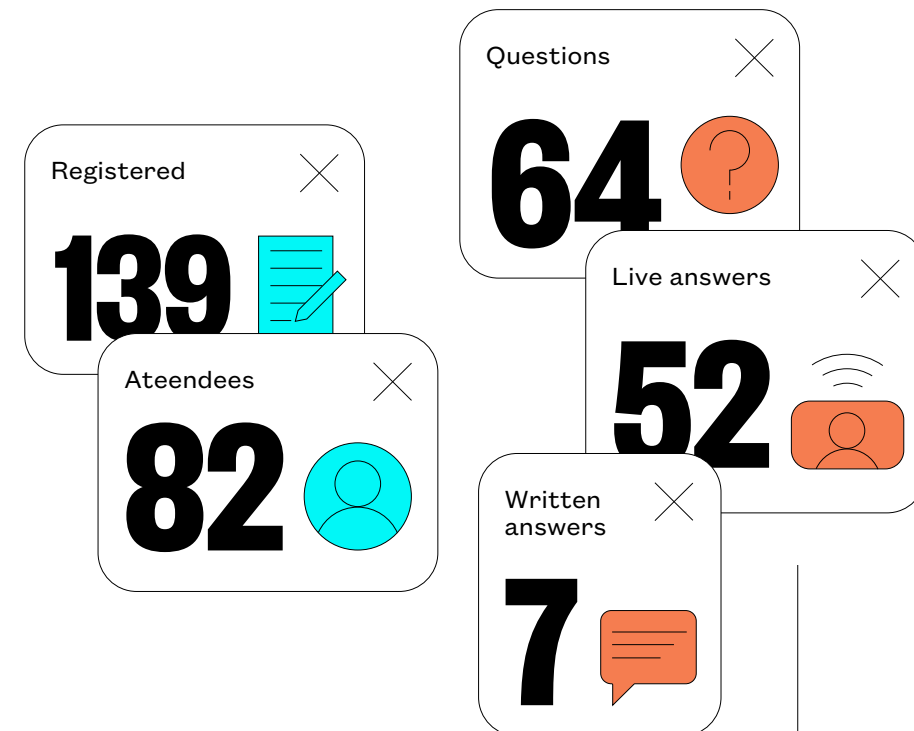 Registered
139
Ateendees
82
Questions
64
Live answers
52
Written
answers
7